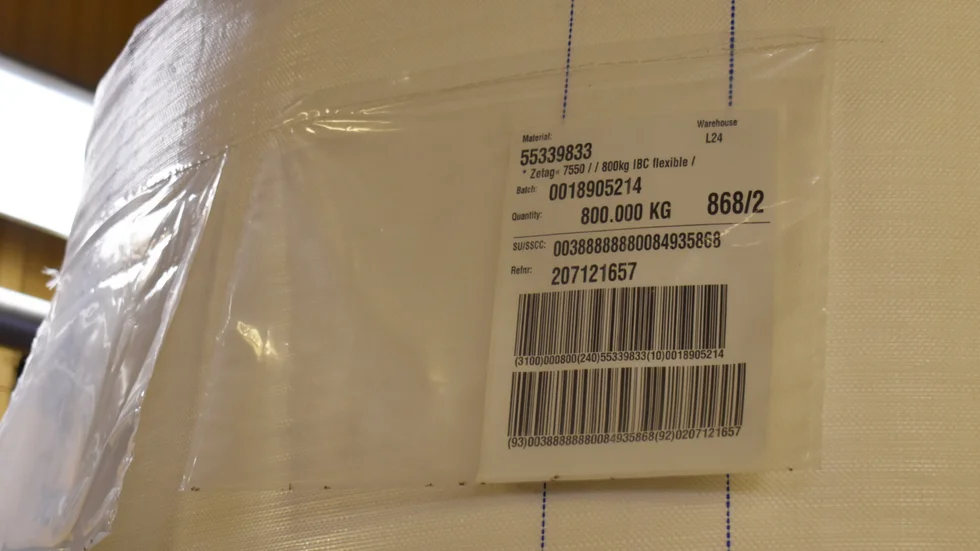 Warehouse
L24
Material:
55339833
* Zetag® 7550 / / 800kg IBC flexible /
Batch: 0018905214
Quantity: 800.000 KG 868/2
SU/SSCC: 00388888880084935868
Refnr: 207121657
(3100)000800(240)55339833(10)0018905214
(93)00388888880084935868(92)0207121657